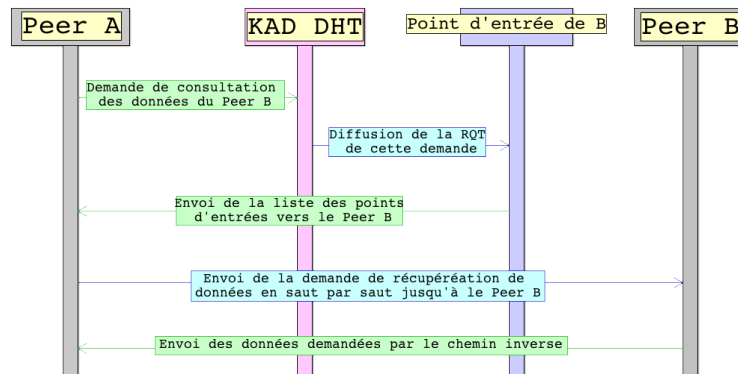 Peer A
KAD DHT
Point d'entrée de B
Peer B
Demande de consultation
des données du Peer B
Diffusion de la RQT
de cette demande
Envoi de la liste des points
d'entrées vers le Peer B
Envoi de la demande de récupéréation de
données en saut par saut jusqu'à le Peer B
Envoi des données demandées par le chemin inverse